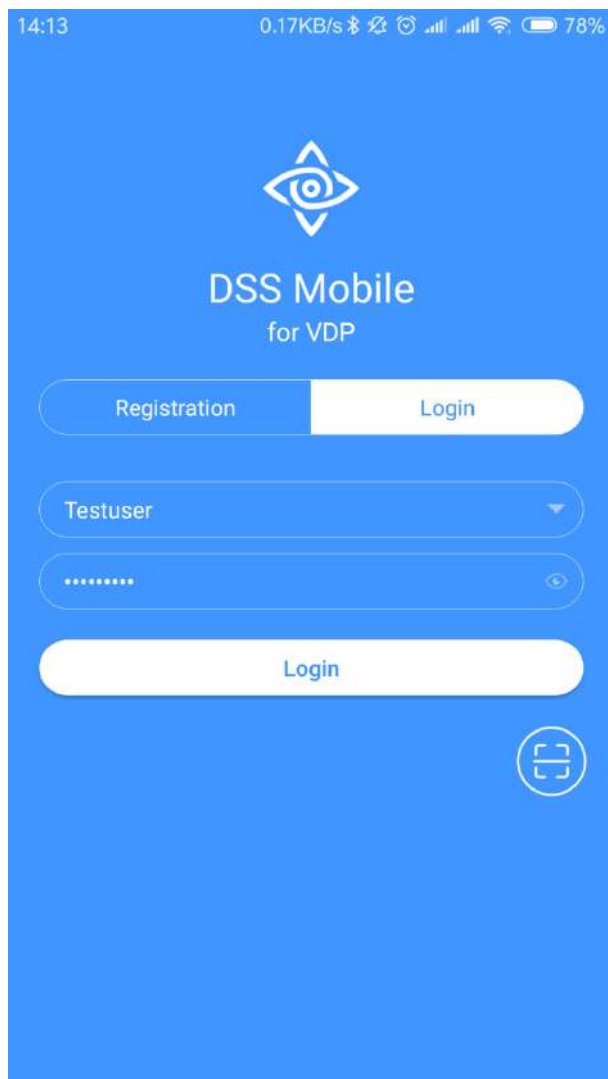 14:13 0.17KB/s 78%
DSS Mobile
for VDP
Registration Login
Testuser
•••••••••
Login